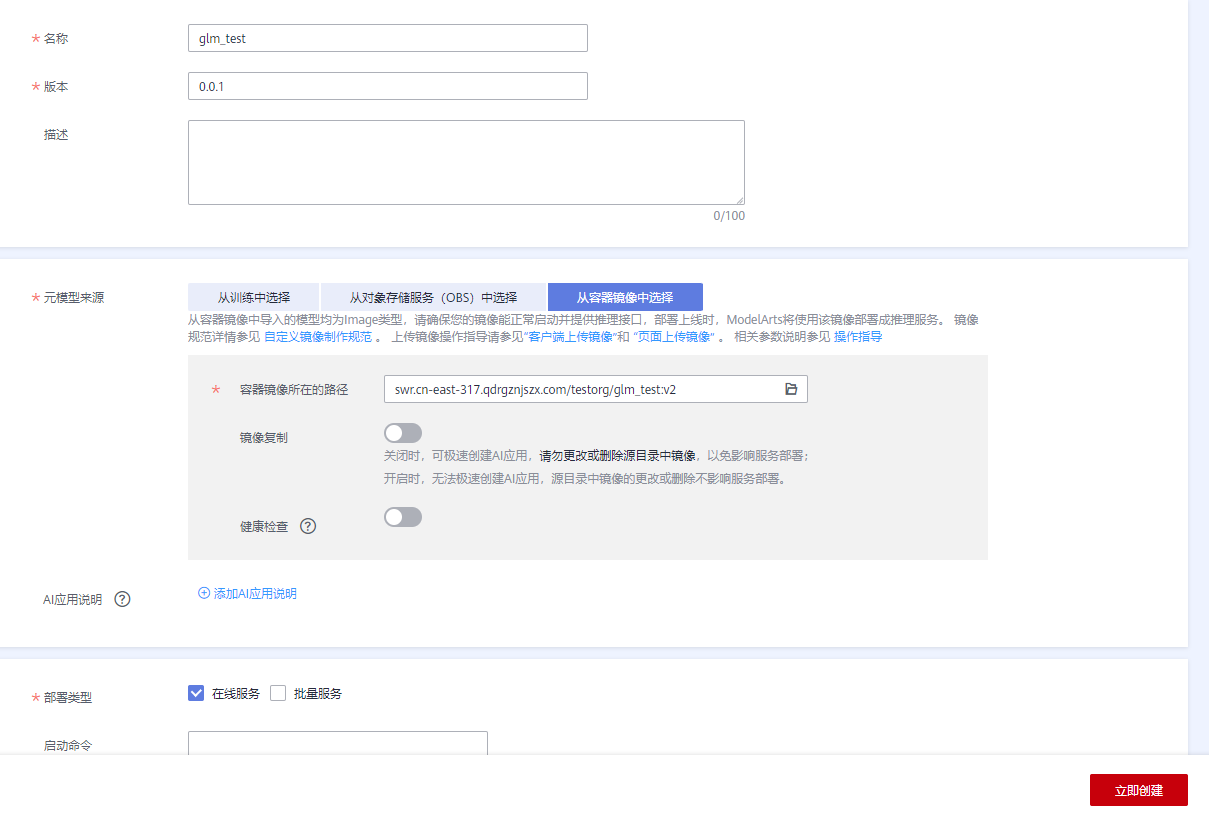 * 名称
glm_test
* 版本
0.0.1
描述
0/100
* 元模型来源
从训练中选择 从对象存储服务（OBS）中选择 从容器镜像中选择
从容器镜像中导入的模型均为Image类型，请确保您的镜像能正常启动并提供推理接口，部署上线时，ModelArts将使用该镜像部署成推理服务。 镜像
规范详情参见 自定义镜像制作规范 。 上传镜像操作指导请参见“客户端上传镜像”和 “页面上传镜像” 。 相关参数说明参见 操作指导
* 容器镜像所在的路径
swr.cn-east-317.qdrgznjszx.com/testorg/glm_test:v2
镜像复制
关闭时，可极速创建AI应用，请勿更改或删除源目录中镜像，以免影响服务部署；
开启时，无法极速创建AI应用，源目录中镜像的更改或删除不影响服务部署。
健康检查 ?
AI应用说明 ?
添加AI应用说明
* 部署类型
在线服务 批量服务
启动命令
立即创建